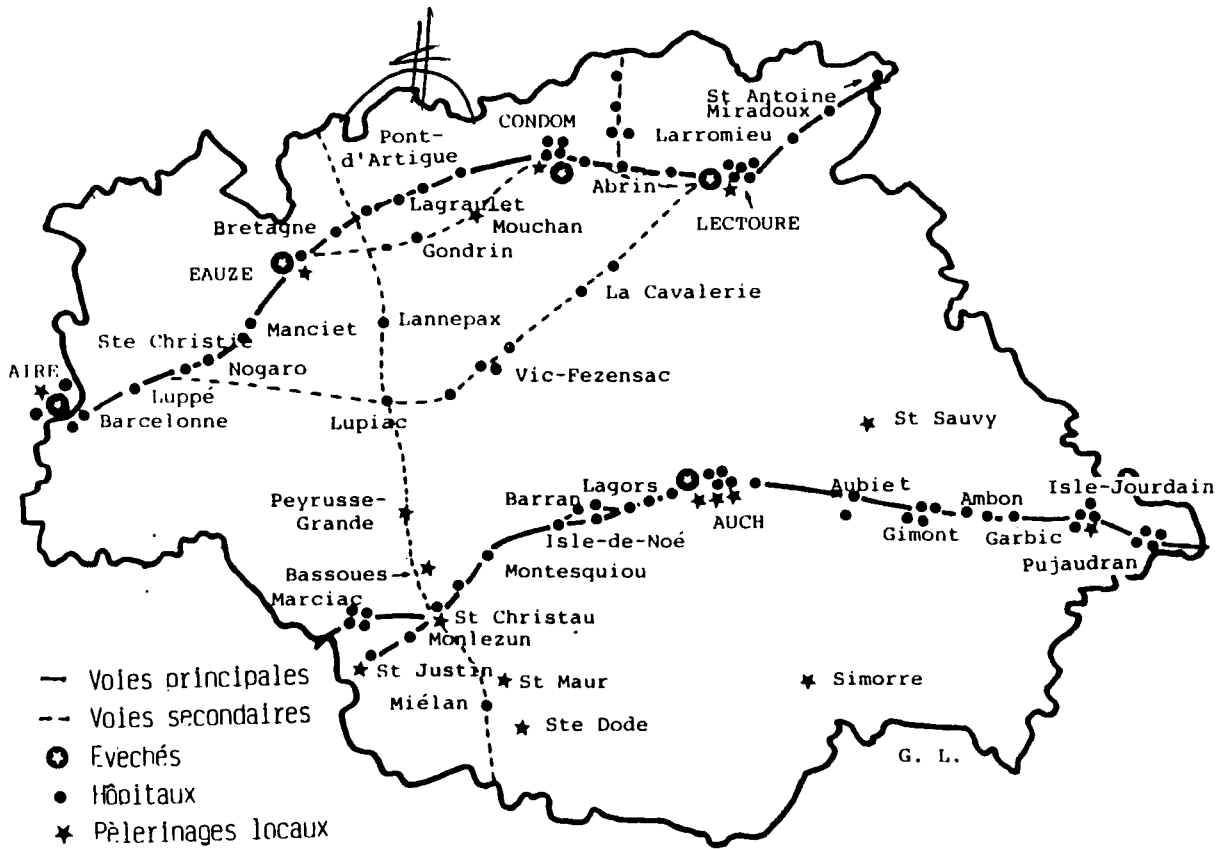 St Antoine
Miradoux
CONDOM
Larromieu
Pont-
d'Artigue
Abrin
Lagraulet
Mouchan
LECTOURE
Bretagne
Gondrin
EAUZE
La Cavalerie
Lannepax
Manciet
Ste Christie
Nogaro
AIRE
Vic-Fezensac
Luppé
Barcelonne
Lupiac
St Sauvy
Lagors
Aubiet
Isle-Jourdain
Peyrusse-
Grande
Barran
AUCH
Ambon
Isle-de-Noé
Gimont
Garbic
Pujaudran
Bassoues
Montesquiou
Marciac
St Christau
Monlezun
St Justin
St Maur
Simorre
Miélan
Ste Dode
G. L.
Voies principales
Voies secondaires
Evechés
Hôpitaux
Pèlerinages locaux